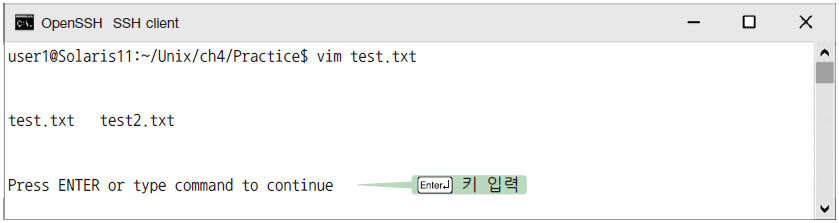 OpenSSH SSH client
user1@Solaris11:~/Unix/ch4/Practice$ vim test.txt
test.txt test2.txt
Press ENTER or type command to continue
Enter↲ 키 입력